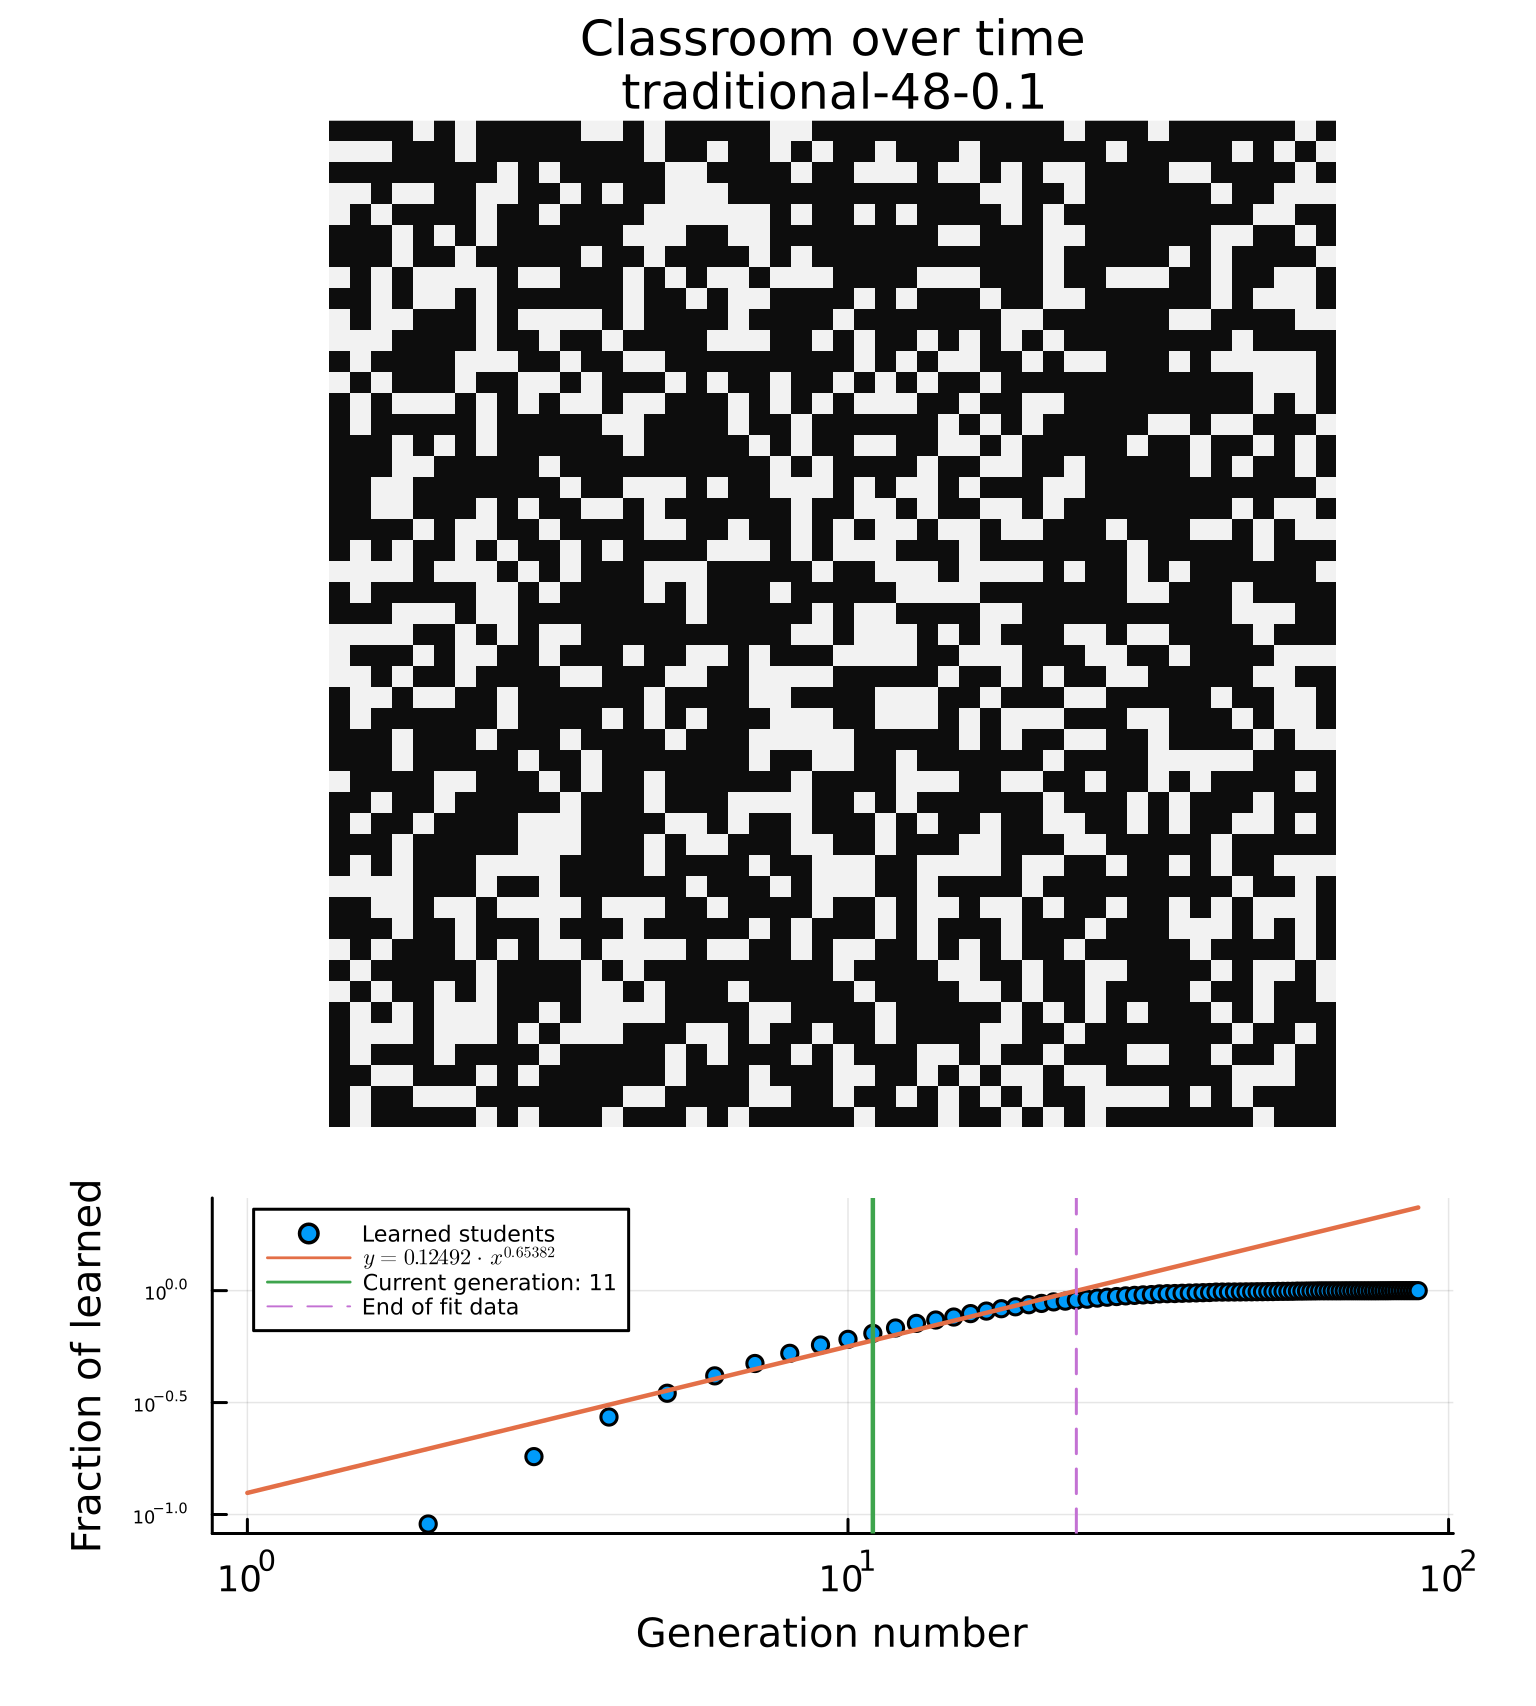 Classroom over time
traditional-48-0.1
Fraction of learned
Learned students
y = 0.12492 · x^0.65382
Current generation: 11
End of fit data
10^0.0
10^−0.5
10^−1.0
10^0 10^1 10^2
Generation number